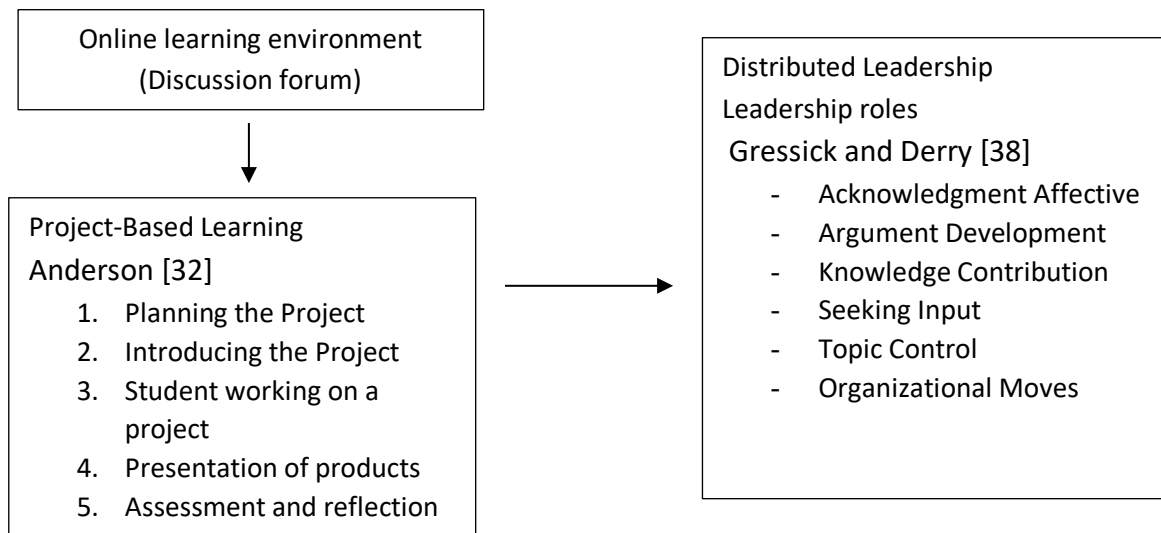 Online learning environment
(Discussion forum)
Project-Based Learning
Anderson [32]
1. Planning the Project
2. Introducing the Project
3. Student working on a
project
4. Presentation of products
5. Assessment and reflection
Distributed Leadership
Leadership roles
Gressick and Derry [38]
- Acknowledgment Affective
- Argument Development
- Knowledge Contribution
- Seeking Input
- Topic Control
- Organizational Moves